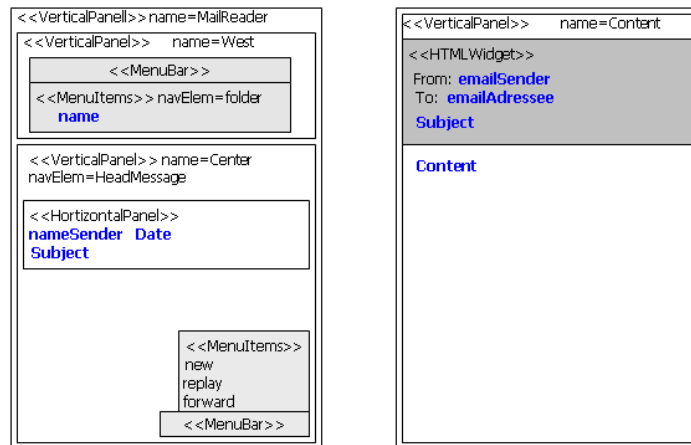 <<VerticalPanell>> name=MailReader
<<VerticalPanel>> name=West
<<MenuBar>>
<<MenuItems>> navElem=folder
name
<<VerticalPanel>> name=Center
navElem=HeadMessage
<<HortizontalPanel>>
nameSender Date
Subject
<<MenuItems>>
new
replay
forward
<<MenuBar>>
<<VerticalPanel>> name=Content
<<HTMLWidget>>
From: emailSender
To: emailAdressee
Subject
Content